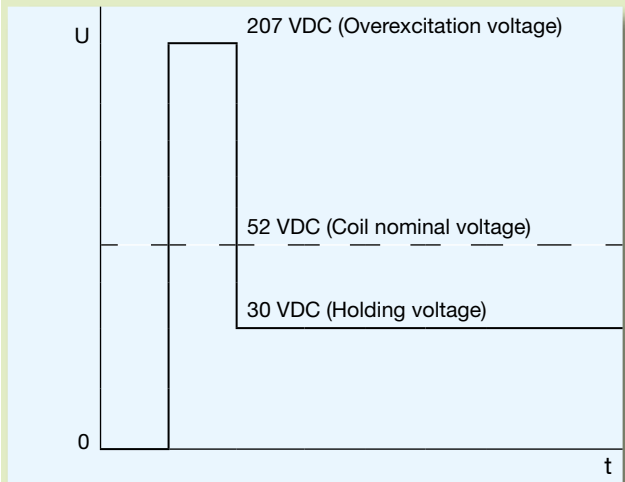 U
207 VDC (Overexcitation voltage)
52 VDC (Coil nominal voltage)
30 VDC (Holding voltage)
0
t